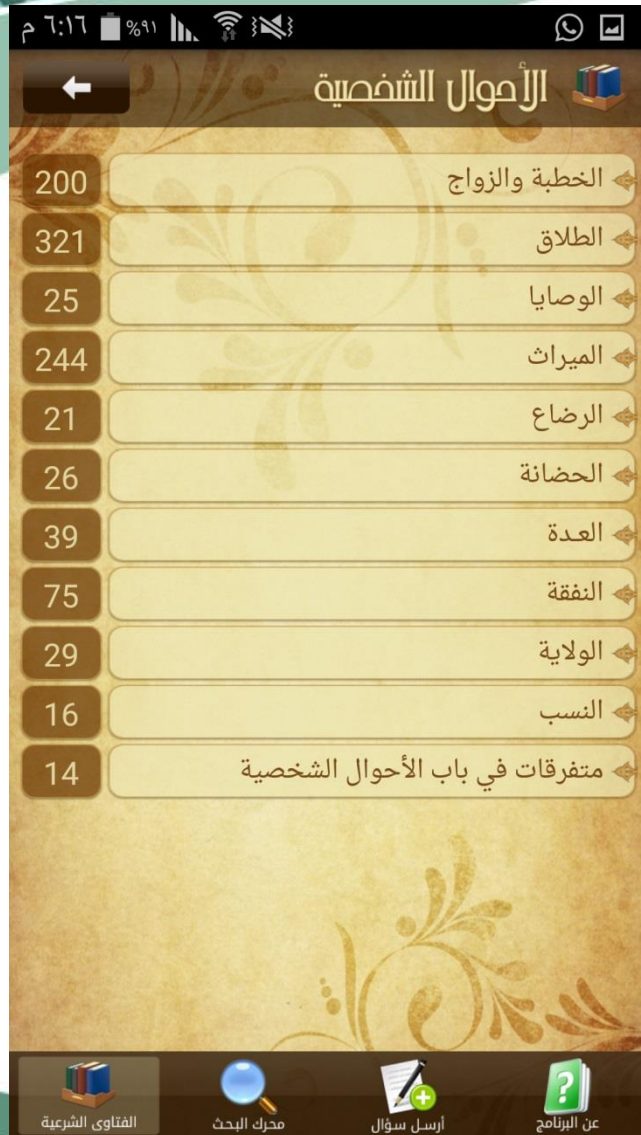 ٦:١٦ م %٩١
الأحوال الشخصية
الخطبة والزواج 200
الطلاق 321
الوصايا 25
الميراث 244
الرضاع 21
الحضانة 26
العـدة 39
النفقة 75
الولاية 29
النسب 16
متفرقات في باب الأحوال الشخصية 14
عن البرنامج أرسل سؤال محرك البحث الفتاوى الشرعية